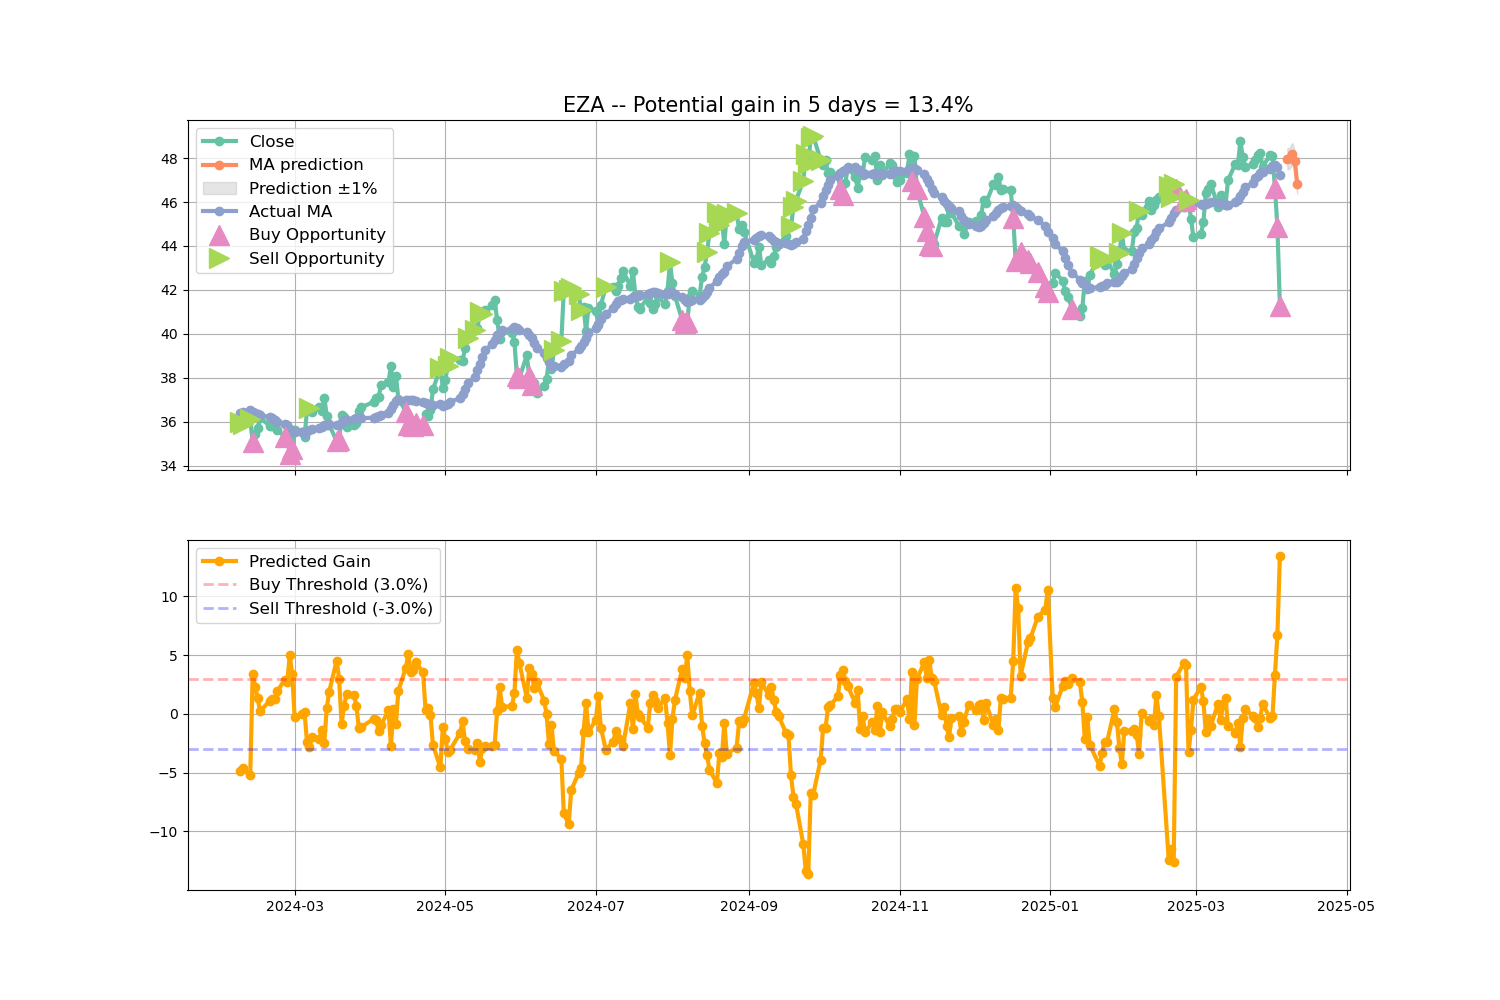 EZA -- Potential gain in 5 days = 13.4%
Close
MA prediction
Prediction ±1%
Actual MA
Buy Opportunity
Sell Opportunity
48
46
44
42
40
38
36
34
Predicted Gain
Buy Threshold (3.0%)
Sell Threshold (-3.0%)
10
5
0
−5
−10
2024-03 2024-05 2024-07 2024-09 2024-11 2025-01 2025-03 2025-05